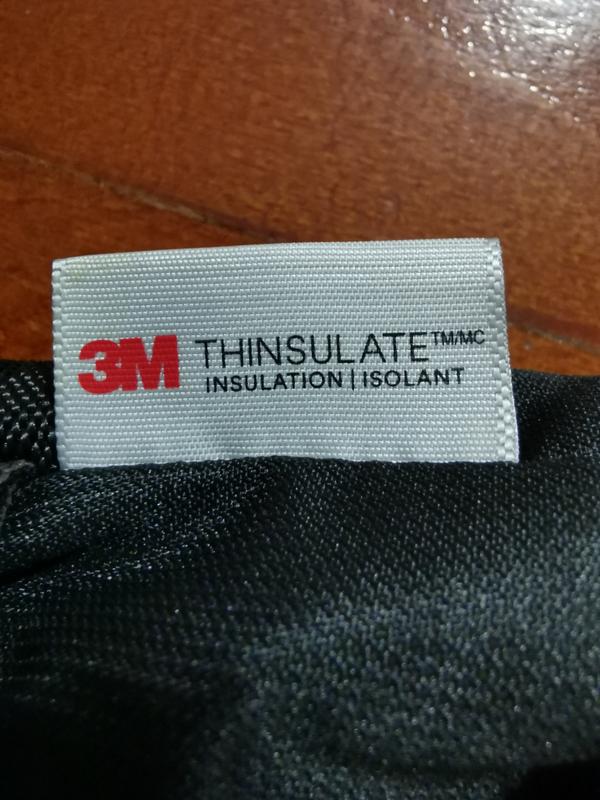 3M THINSULATE™/MC
INSULATION | ISOLANT